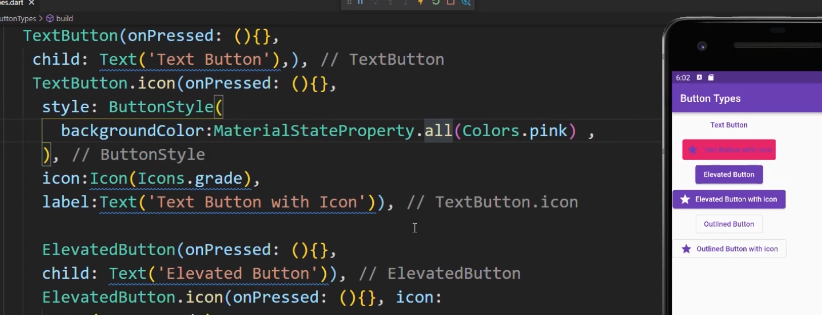 pes.dart ×
uttonTypes > build
TextButton(onPressed: (){},
child: Text('Text Button'),), // TextButton
TextButton.icon(onPressed: (){},
style: ButtonStyle(
backgroundColor:MaterialStateProperty.all(Colors.pink) ,
), // ButtonStyle
icon:Icon(Icons.grade),
label:Text('Text Button with Icon')), // TextButton.icon
ElevatedButton(onPressed: (){},
child: Text('Elevated Button')), // ElevatedButton
ElevatedButton.icon(onPressed: (){}, icon:
6:02
Button Types
Text Button
Text Button with Icon
Elevated Button
Elevated Button with icon
Outlined Button
Outlined Button with icon